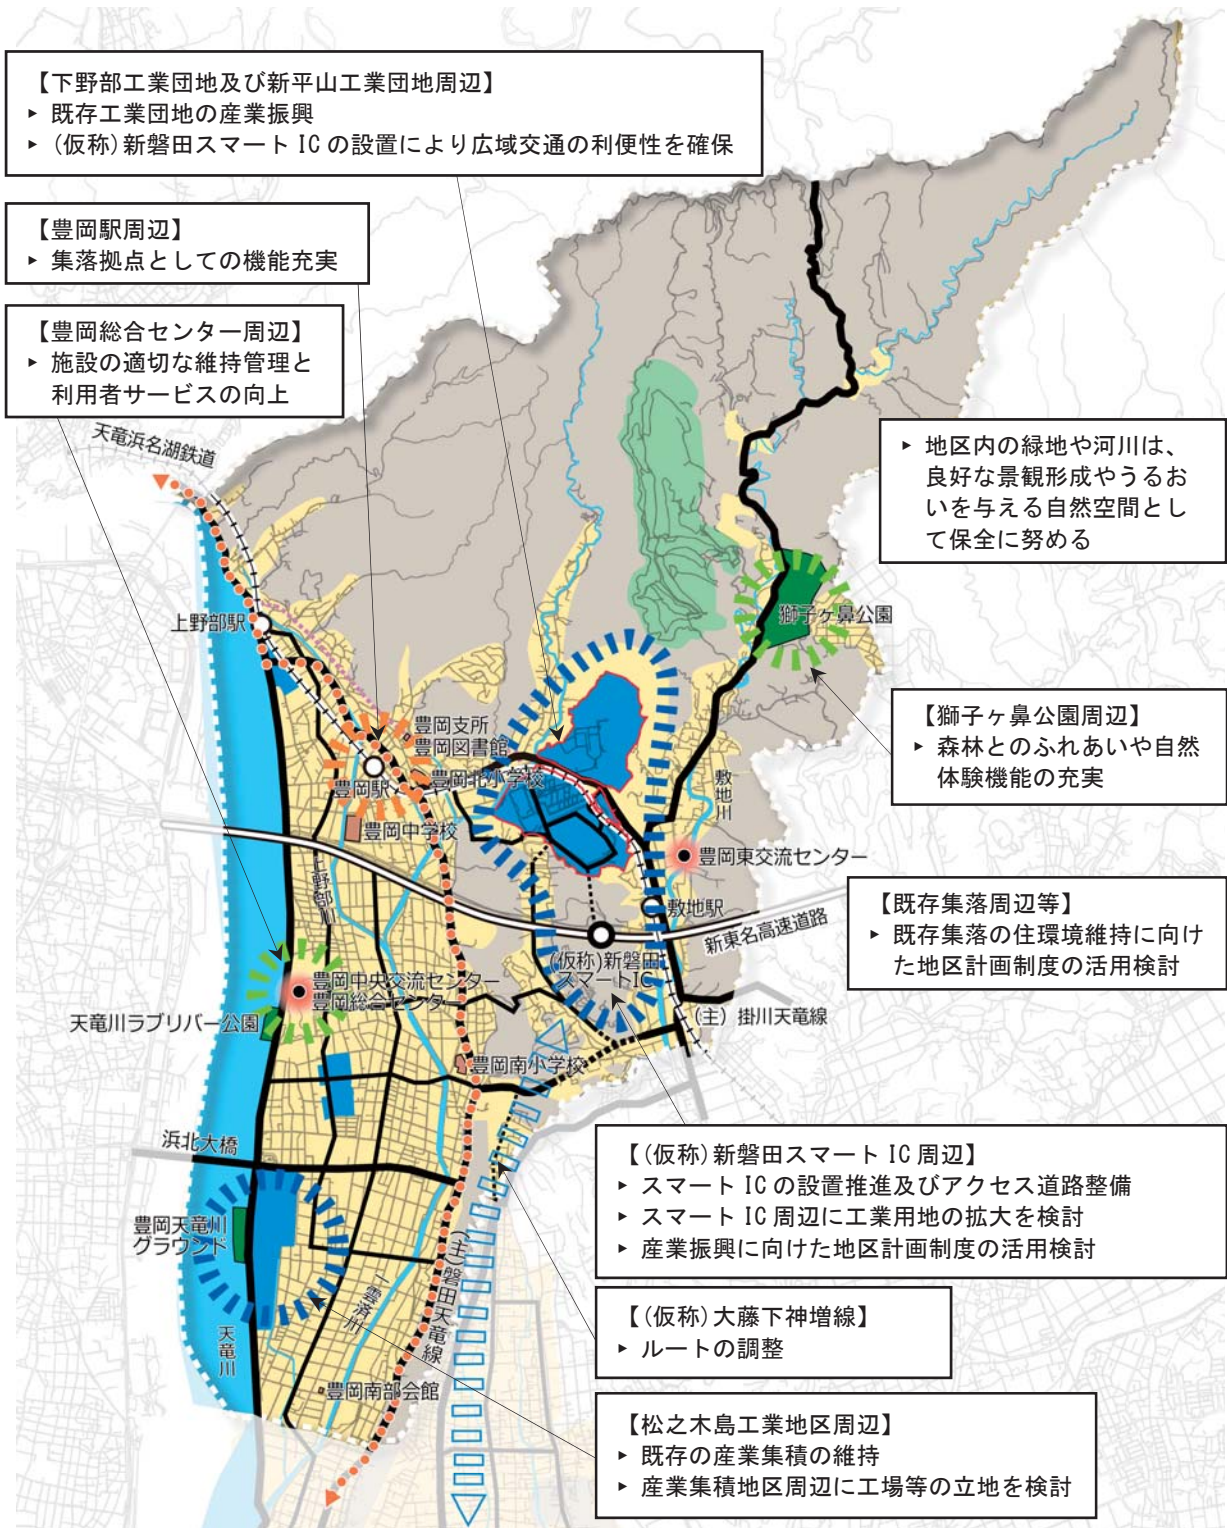 【下野部工業団地及び新平山工業団地周辺】
▸ 既存工業団地の産業振興
▸ (仮称)新磐田スマート IC の設置により広域交通の利便性を確保
【豊岡駅周辺】
▸ 集落拠点としての機能充実
【豊岡総合センター周辺】
▸ 施設の適切な維持管理と
利用者サービスの向上
天竜浜名湖鉄道
▸ 地区内の緑地や河川は、
良好な景観形成やうるお
いを与える自然空間とし
て保全に努める
上野部駅
獅子ヶ鼻公園
【獅子ヶ鼻公園周辺】
▸ 森林とのふれあいや自然
体験機能の充実
豊岡支所
豊岡図書館
豊岡北小学校
豊岡駅
敷地川
豊岡中学校
豊岡東交流センター
上野部川
敷地駅
新東名高速道路
【既存集落周辺等】
▸ 既存集落の住環境維持に向け
た地区計画制度の活用検討
(仮称)新磐田
スマートIC
豊岡中央交流センター
豊岡総合センター
天竜川ラブリバー公園
(主) 掛川天竜線
豊岡南小学校
浜北大橋
【(仮称)新磐田スマート IC 周辺】
▸ スマート IC の設置推進及びアクセス道路整備
▸ スマート IC 周辺に工業用地の拡大を検討
▸ 産業振興に向けた地区計画制度の活用検討
豊岡天竜川
グラウンド
(主)磐田天竜線
一雲済川
天竜川
【(仮称)大藤下神増線】
▸ ルートの調整
豊岡南部会館
【松之木島工業地区周辺】
▸ 既存の産業集積の維持
▸ 産業集積地区周辺に工場等の立地を検討